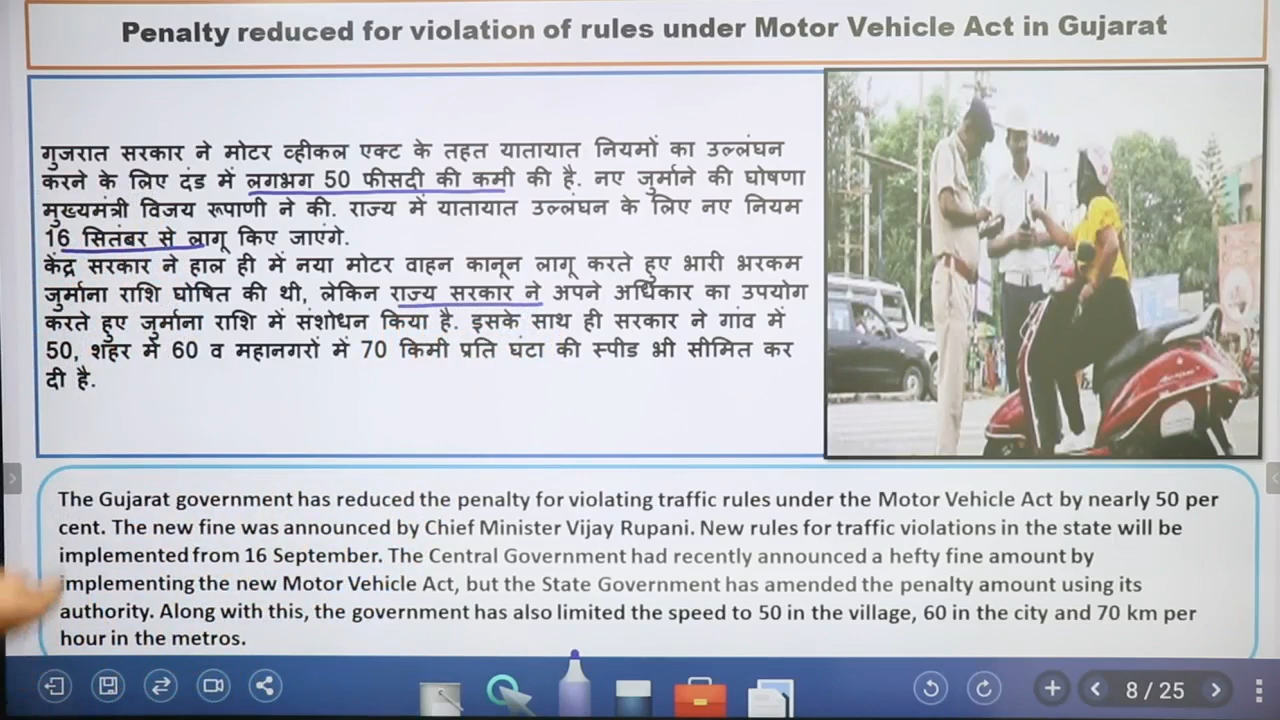 Penalty reduced for violation of rules under Motor Vehicle Act in Gujarat
गुजरात सरकार ने मोटर व्हीकल एक्ट के तहत यातायात नियमों का उल्लंघन
करने के लिए दंड में लगभग 50 फीसदी की कमी की है. नए जुर्माने की घोषणा
मुख्यमंत्री विजय रूपाणी ने की. राज्य में यातायात उल्लंघन के लिए नए नियम
16 सितंबर से लागू किए जाएंगे.
केंद्र सरकार ने हाल ही में नया मोटर वाहन कानून लागू करते हुए भारी भरकम
जुर्माना राशि घोषित की थी, लेकिन राज्य सरकार ने अपने अधिकार का उपयोग
करते हुए जुर्माना राशि में संशोधन किया है. इसके साथ ही सरकार ने गांव में
50, शहर में 60 व महानगरों में 70 किमी प्रति घंटा की स्पीड भी सीमित कर
दी है.
The Gujarat government has reduced the penalty for violating traffic rules under the Motor Vehicle Act by nearly 50 per
cent. The new fine was announced by Chief Minister Vijay Rupani. New rules for traffic violations in the state will be
implemented from 16 September. The Central Government had recently announced a hefty fine amount by
implementing the new Motor Vehicle Act, but the State Government has amended the penalty amount using its
authority. Along with this, the government has also limited the speed to 50 in the village, 60 in the city and 70 km per
hour in the metros.
8 / 25